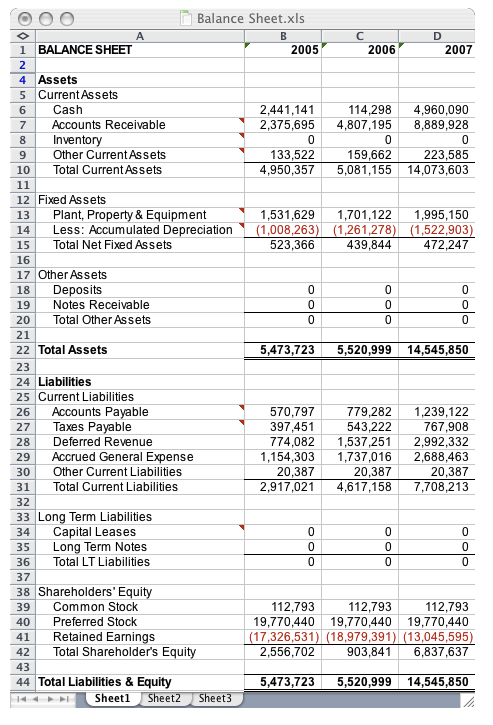 Balance Sheet.xls
A B C D
1 BALANCE SHEET 2005 2006 2007
2
4 Assets
5 Current Assets
6 Cash 2,441,141 114,298 4,960,090
7 Accounts Receivable 2,375,695 4,807,195 8,889,928
8 Inventory 0 0 0
9 Other Current Assets 133,522 159,662 223,585
10 Total Current Assets 4,950,357 5,081,155 14,073,603
11
12 Fixed Assets
13 Plant, Property & Equipment 1,531,629 1,701,122 1,995,150
14 Less: Accumulated Depreciation (1,008,263) (1,261,278) (1,522,903)
15 Total Net Fixed Assets 523,366 439,844 472,247
16
17 Other Assets
18 Deposits 0 0 0
19 Notes Receivable 0 0 0
20 Total Other Assets 0 0 0
21
22 Total Assets 5,473,723 5,520,999 14,545,850
23
24 Liabilities
25 Current Liabilities
26 Accounts Payable 570,797 779,282 1,239,122
27 Taxes Payable 397,451 543,222 767,908
28 Deferred Revenue 774,082 1,537,251 2,992,332
29 Accrued General Expense 1,154,303 1,737,016 2,688,463
30 Other Current Liabilities 20,387 20,387 20,387
31 Total Current Liabilities 2,917,021 4,617,158 7,708,213
32
33 Long Term Liabilities
34 Capital Leases 0 0 0
35 Long Term Notes 0 0 0
36 Total LT Liabilities 0 0 0
37
38 Shareholders' Equity
39 Common Stock 112,793 112,793 112,793
40 Preferred Stock 19,770,440 19,770,440 19,770,440
41 Retained Earnings (17,326,531) (18,979,391) (13,045,595)
42 Total Shareholder's Equity 2,556,702 903,841 6,837,637
43
44 Total Liabilities & Equity 5,473,723 5,520,999 14,545,850
Sheet1 Sheet2 Sheet3